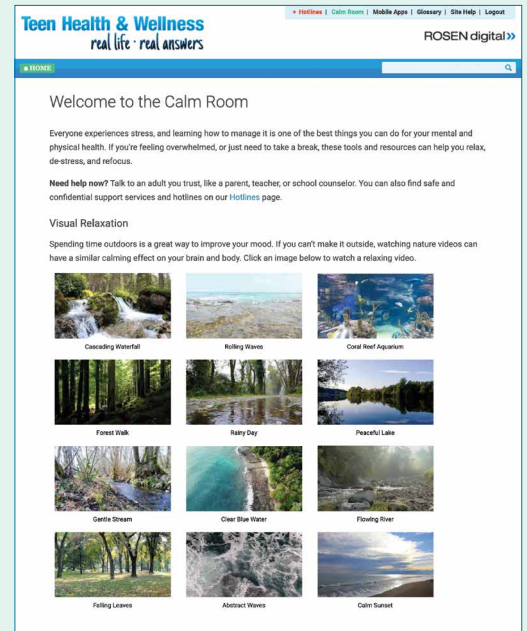 Teen Health & Wellness
real life · real answers
+ Hotlines | Calm Room | Mobile Apps | Glossary | Site Help | Logout
ROSEN digital»
HOME
Welcome to the Calm Room
Everyone experiences stress, and learning how to manage it is one of the best things you can do for your mental and
physical health. If you're feeling overwhelmed, or just need to take a break, these tools and resources can help you relax,
de-stress, and refocus.
Need help now? Talk to an adult you trust, like a parent, teacher, or school counselor. You can also find safe and
confidential support services and hotlines on our Hotlines page.
Visual Relaxation
Spending time outdoors is a great way to improve your mood. If you can't make it outside, watching nature videos can
have a similar calming effect on your brain and body. Click an image below to watch a relaxing video.
Cascading Waterfall
Rolling Waves
Coral Reef Aquarium
Forest Walk
Rainy Day
Peaceful Lake
Gentle Stream
Clear Blue Water
Flowing River
Falling Leaves
Abstract Waves
Calm Sunset